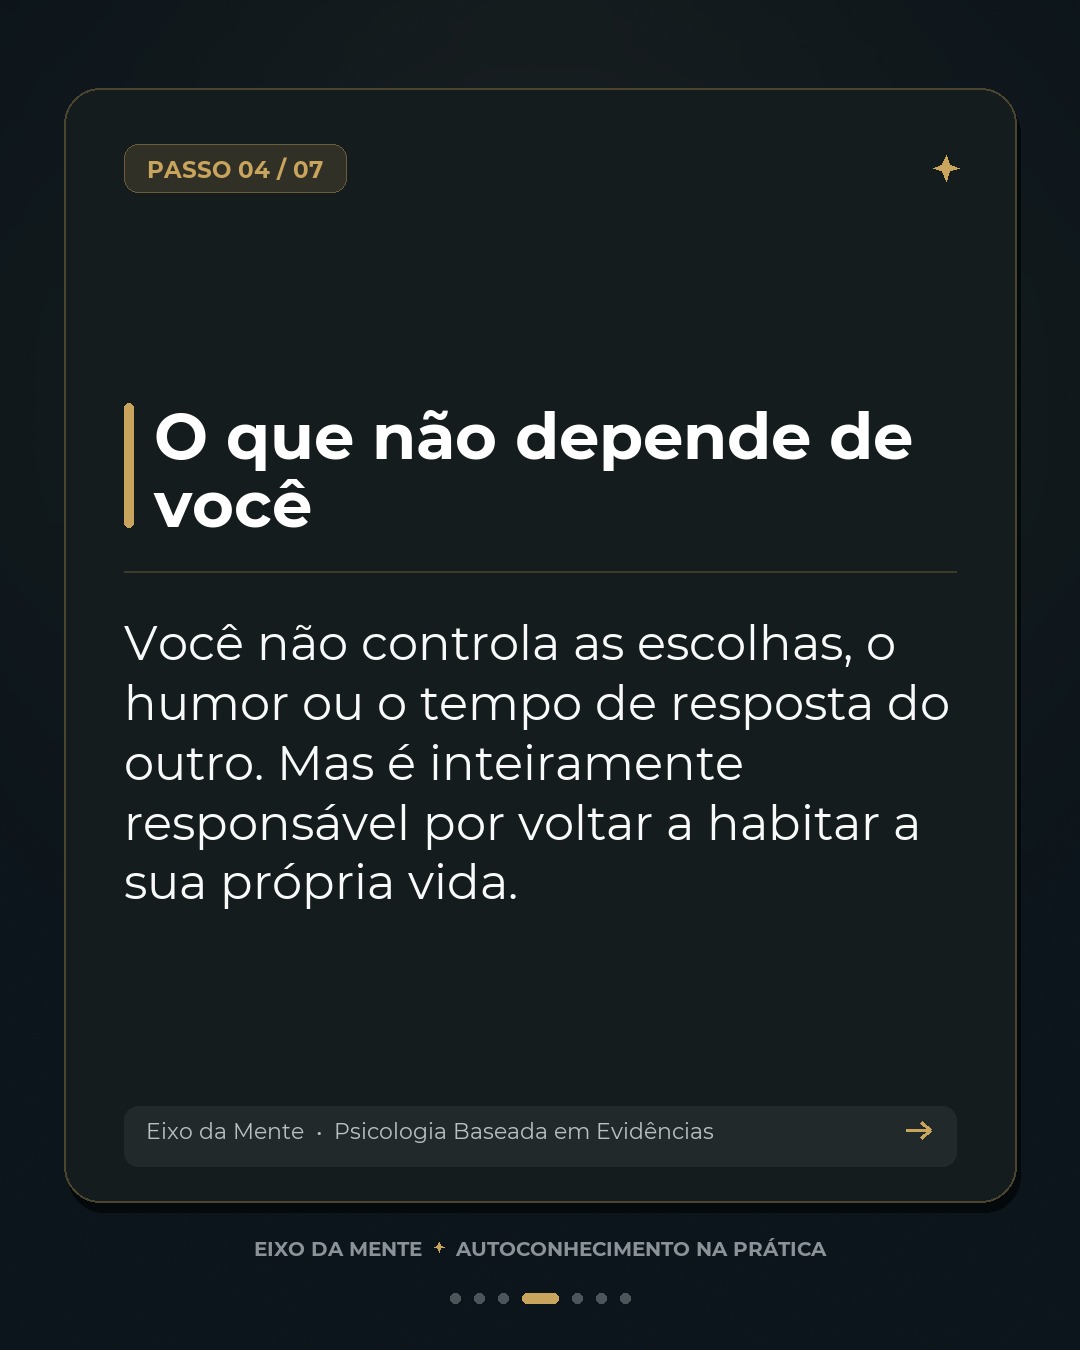 PASSO 04 / 07
O que não depende de
você
Você não controla as escolhas, o
humor ou o tempo de resposta do
outro. Mas é inteiramente
responsável por voltar a habitar a
sua própria vida.
Eixo da Mente • Psicologia Baseada em Evidências
EIXO DA MENTE ✦ AUTOCONHECIMENTO NA PRÁTICA